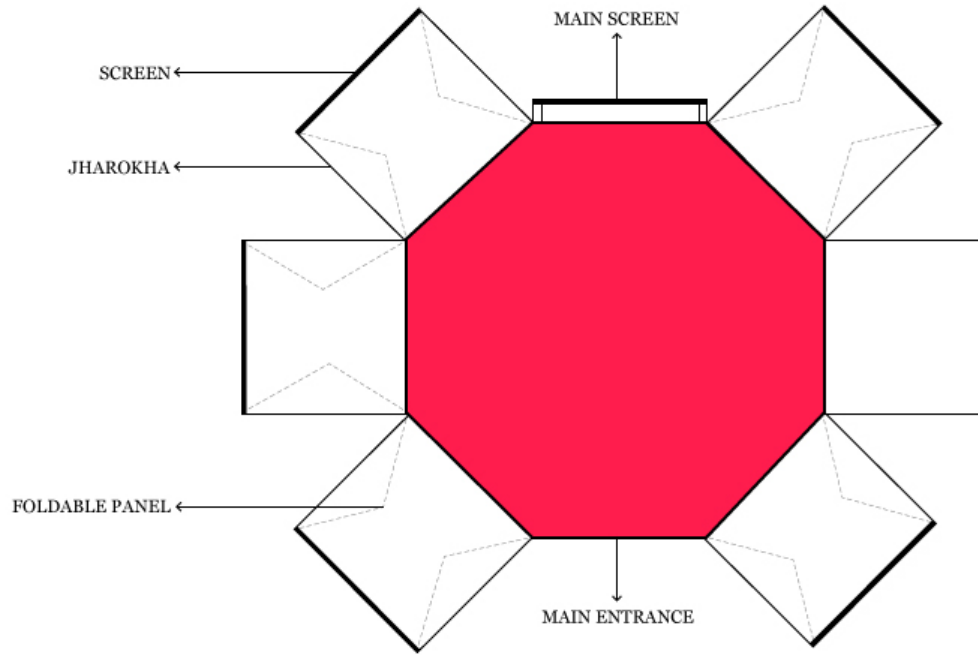 MAIN SCREEN
SCREEN
JHAROKHA
FOLDABLE PANEL
MAIN ENTRANCE